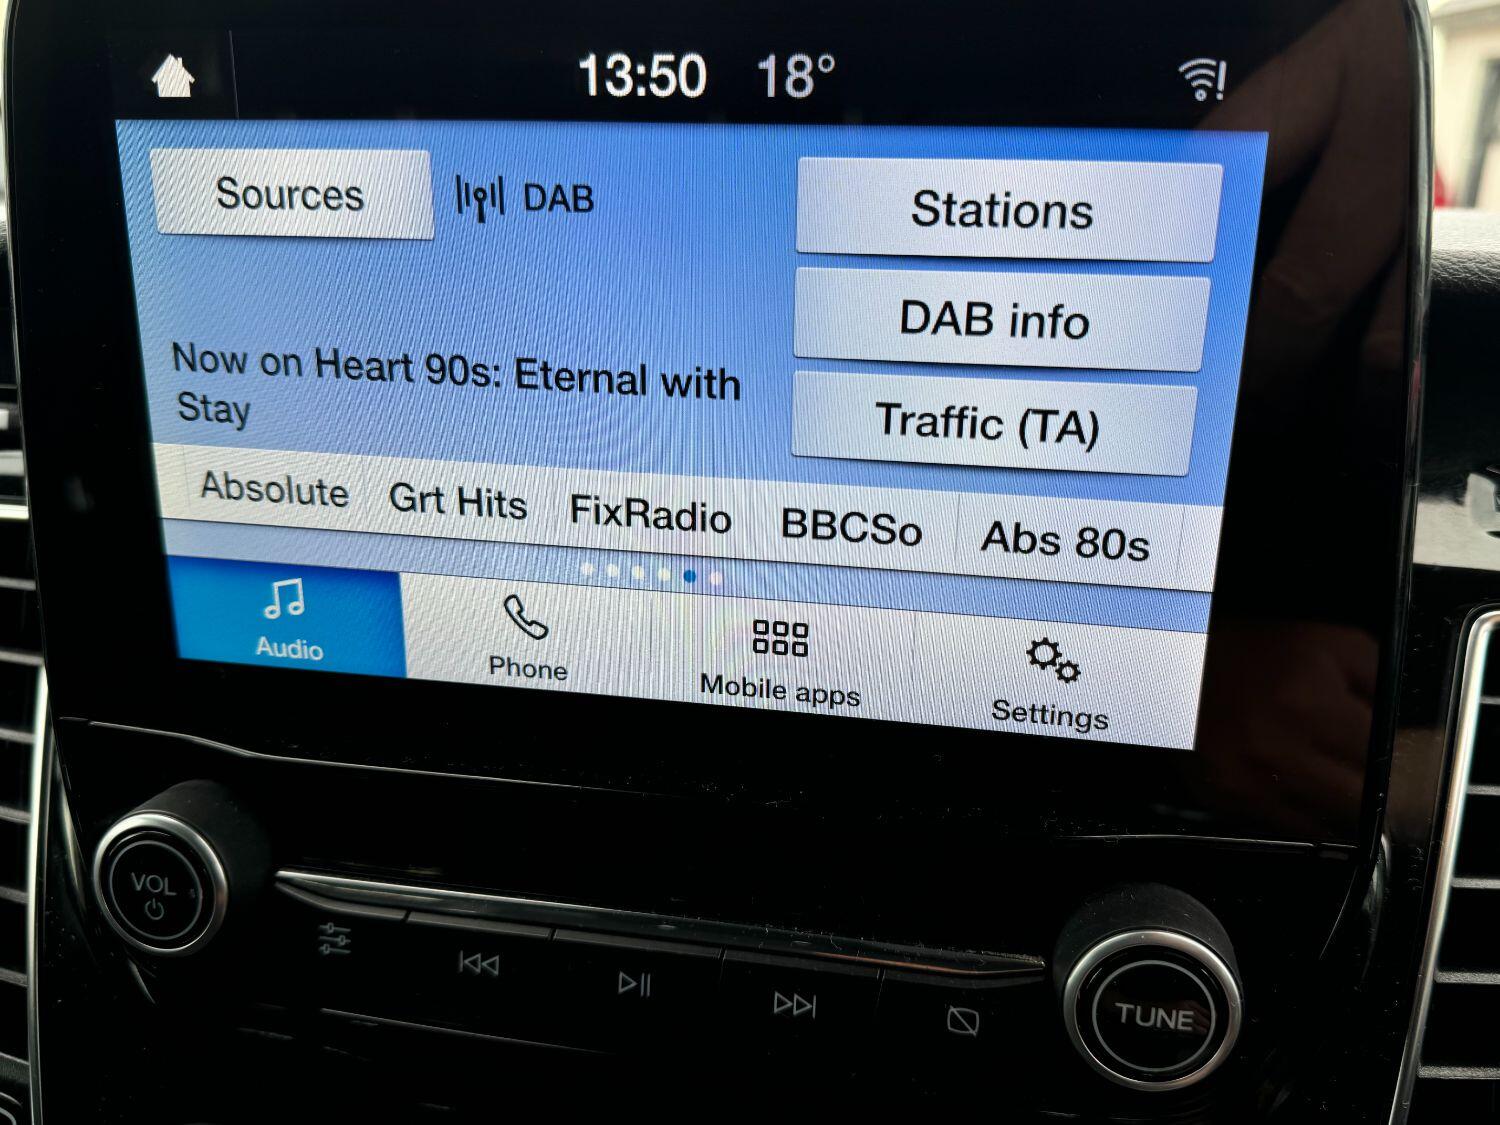 13:50 18°
Sources DAB Stations
DAB info
Now on Heart 90s: Eternal with
Stay
Traffic (TA)
Absolute Grt Hits FixRadio BBCSo Abs 80s
Audio Phone Mobile apps Settings
VOL
TUNE